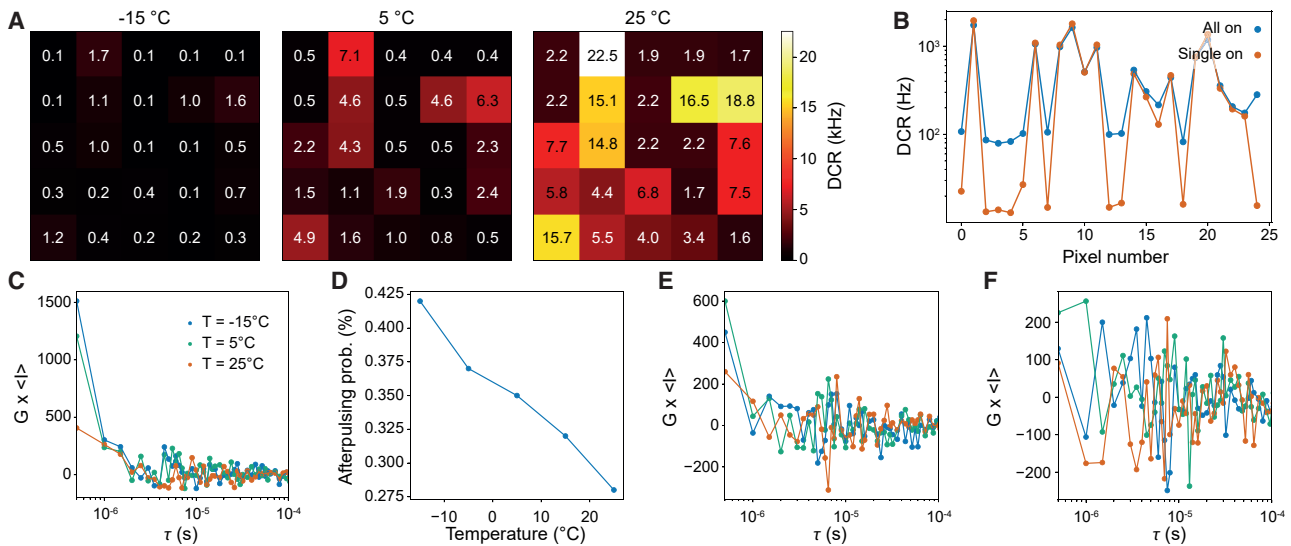 A
-15 °C
5 °C
25 °C
0.1 1.7 0.1 0.1 0.1
0.1 1.1 0.1 1.0 1.6
0.5 1.0 0.1 0.1 0.5
0.3 0.2 0.4 0.1 0.7
1.2 0.4 0.2 0.2 0.3
0.5 7.1 0.4 0.4 0.4
0.5 4.6 0.5 4.6 6.3
2.2 4.3 0.5 0.5 2.3
1.5 1.1 1.9 0.3 2.4
4.9 1.6 1.0 0.8 0.5
2.2 22.5 1.9 1.9 1.7
2.2 15.1 2.2 16.5 18.8
7.7 14.8 2.2 2.2 7.6
5.8 4.4 6.8 1.7 7.5
15.7 5.5 4.0 3.4 1.6
20
15
10
5
0
DCR (kHz)
B
All on
Single on
10³
10²
DCR (Hz)
0 5 10 15 20 25
Pixel number
C
1500
1000
500
0
G x <I>
T = -15°C
T = 5°C
T = 25°C
10⁻⁶ 10⁻⁵ 10⁻⁴
τ (s)
D
0.425
0.400
0.375
0.350
0.325
0.300
0.275
Afterpulsing prob. (%)
−10 0 10 20
Temperature (°C)
E
600
400
200
0
−200
G x <I>
10⁻⁶ 10⁻⁵ 10⁻⁴
τ (s)
F
200
100
0
−100
−200
G x <I>
10⁻⁶ 10⁻⁵ 10⁻⁴
τ (s)